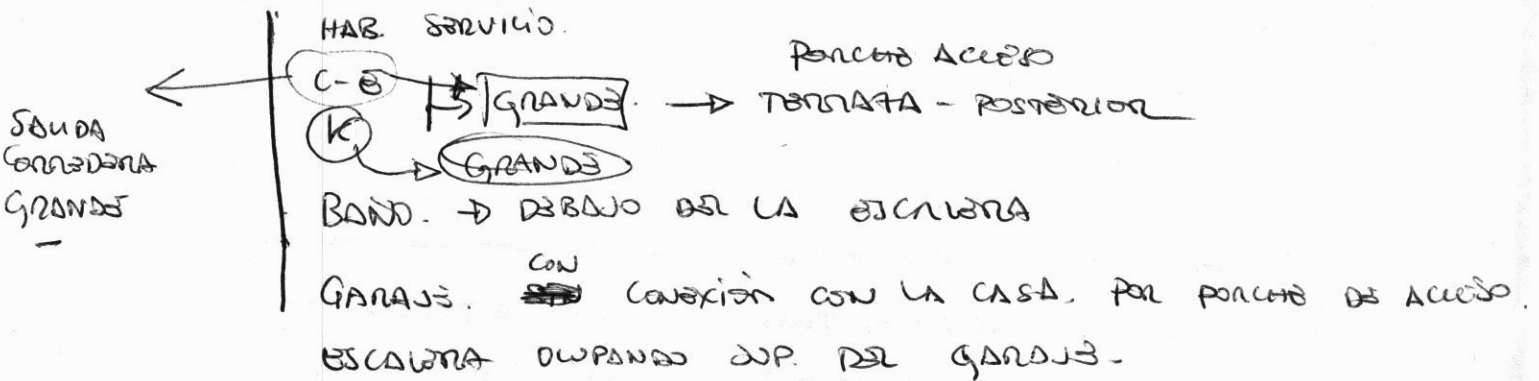 HAB. SERVICIO.
PORCHE ACCESO
C-E → GRANDE. → TERRAZA - POSTERIOR
SALIDA
CORREDERA
GRANDE
K → GRANDE
BAÑO. → DEBAJO DE LA ESCALERA
GARAJE. CON CONEXIÓN CON LA CASA. POR PORCHE DE ACCESO.
ESCALERA OCUPANDO SUP. DEL GARAJE-